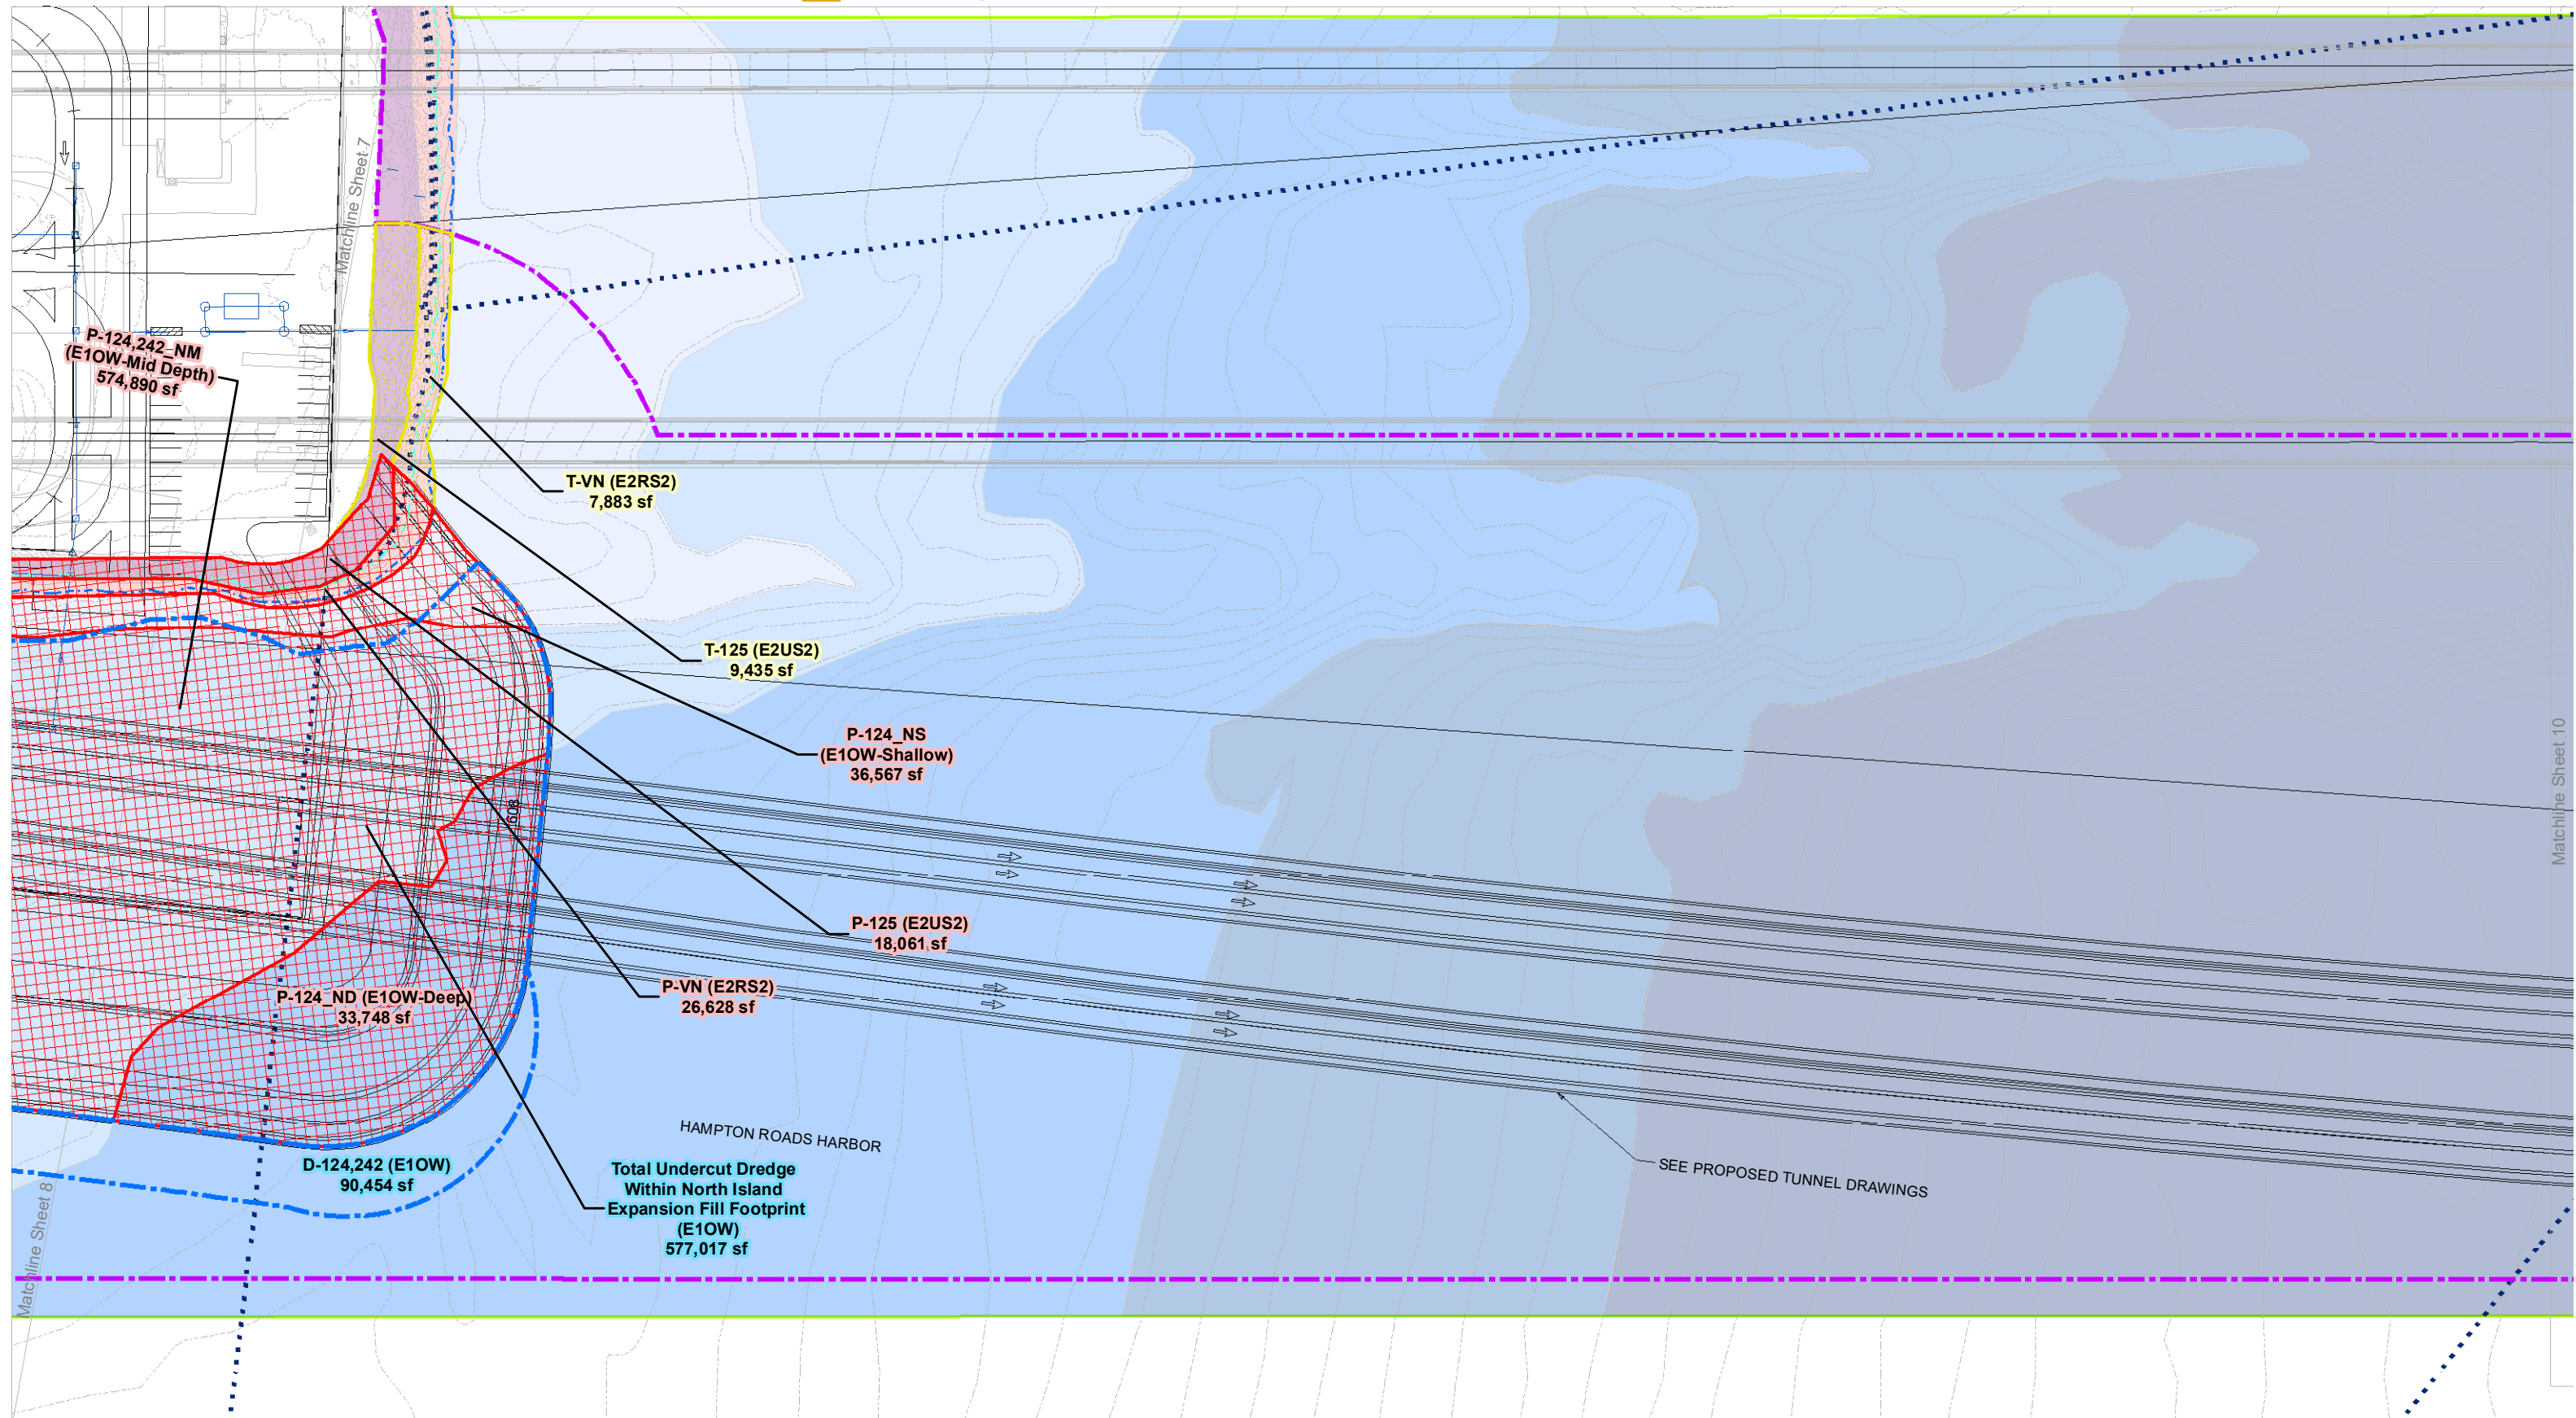 Matchline Sheet 7
P-124,242_NM
(E1OW-Mid Depth)
574,890 sf
T-VN (E2RS2)
7,883 sf
T-125 (E2US2)
9,435 sf
P-124_NS
(E1OW-Shallow)
36,567 sf
608
P-125 (E2US2)
18,061 sf
P-VN (E2RS2)
26,628 sf
P-124_ND (E1OW-Deep)
33,748 sf
HAMPTON ROADS HARBOR
D-124,242 (E1OW)
90,454 sf
Total Undercut Dredge
Within North Island
Expansion Fill Footprint
(E1OW)
577,017 sf
SEE PROPOSED TUNNEL DRAWINGS
Matchline Sheet 8
Matchline Sheet 10